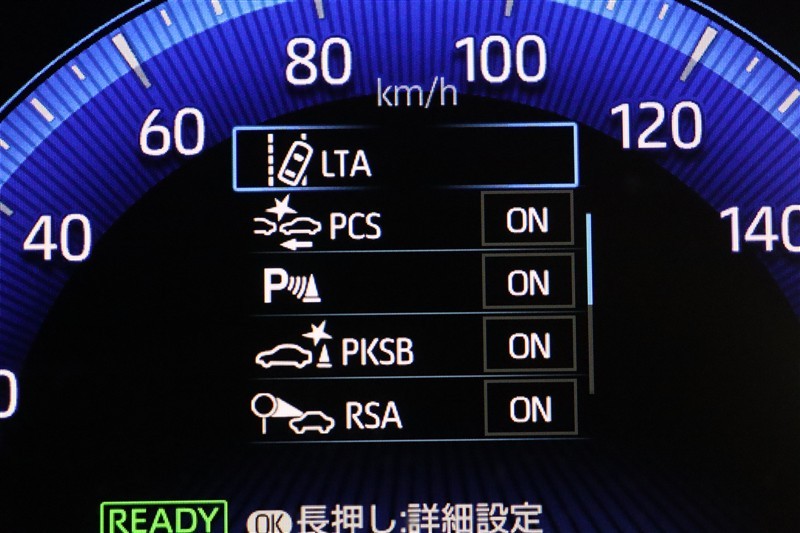 80 100
km/h
60 120
LTA
PCS ON
40 140
P ON
PKSB ON
0
RSA ON
READY OK 長押し:詳細設定